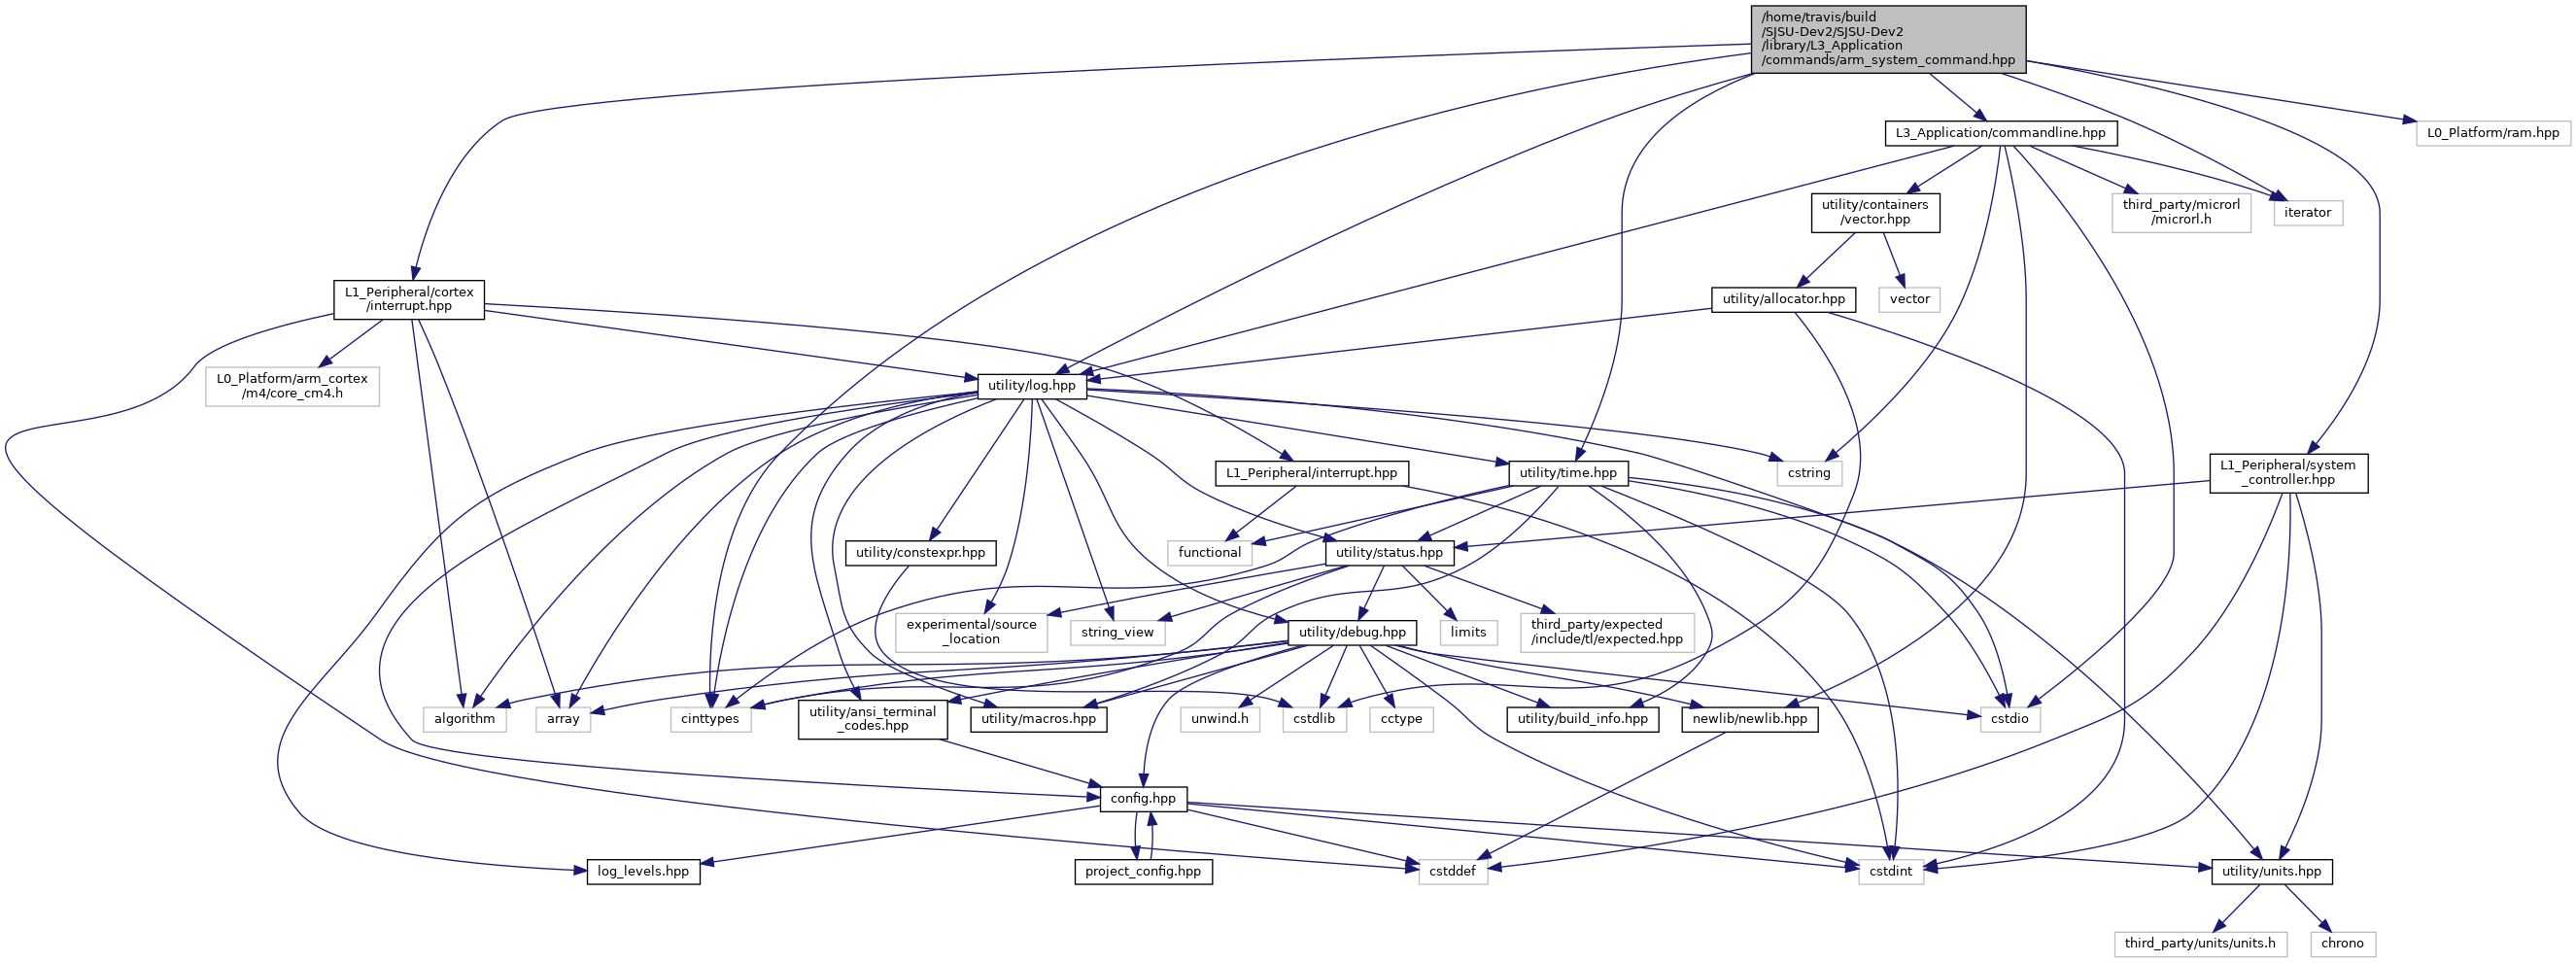 /home/travis/build
/SJSU-Dev2/SJSU-Dev2
/library/L3_Application
/commands/arm_system_command.hpp
L3_Application/commandline.hpp
L0_Platform/ram.hpp
utility/containers
/vector.hpp
third_party/microrl
/microrl.h
iterator
L1_Peripheral/cortex
/interrupt.hpp
utility/allocator.hpp
vector
L0_Platform/arm_cortex
/m4/core_cm4.h
utility/log.hpp
L1_Peripheral/interrupt.hpp
utility/time.hpp
cstring
L1_Peripheral/system
_controller.hpp
utility/constexpr.hpp
functional
utility/status.hpp
experimental/source
_location
string_view
utility/debug.hpp
limits
third_party/expected
/include/tl/expected.hpp
algorithm
array
cinttypes
utility/ansi_terminal
_codes.hpp
utility/macros.hpp
unwind.h
cstdlib
cctype
utility/build_info.hpp
newlib/newlib.hpp
cstdio
config.hpp
log_levels.hpp
project_config.hpp
cstddef
cstdint
utility/units.hpp
third_party/units/units.h
chrono